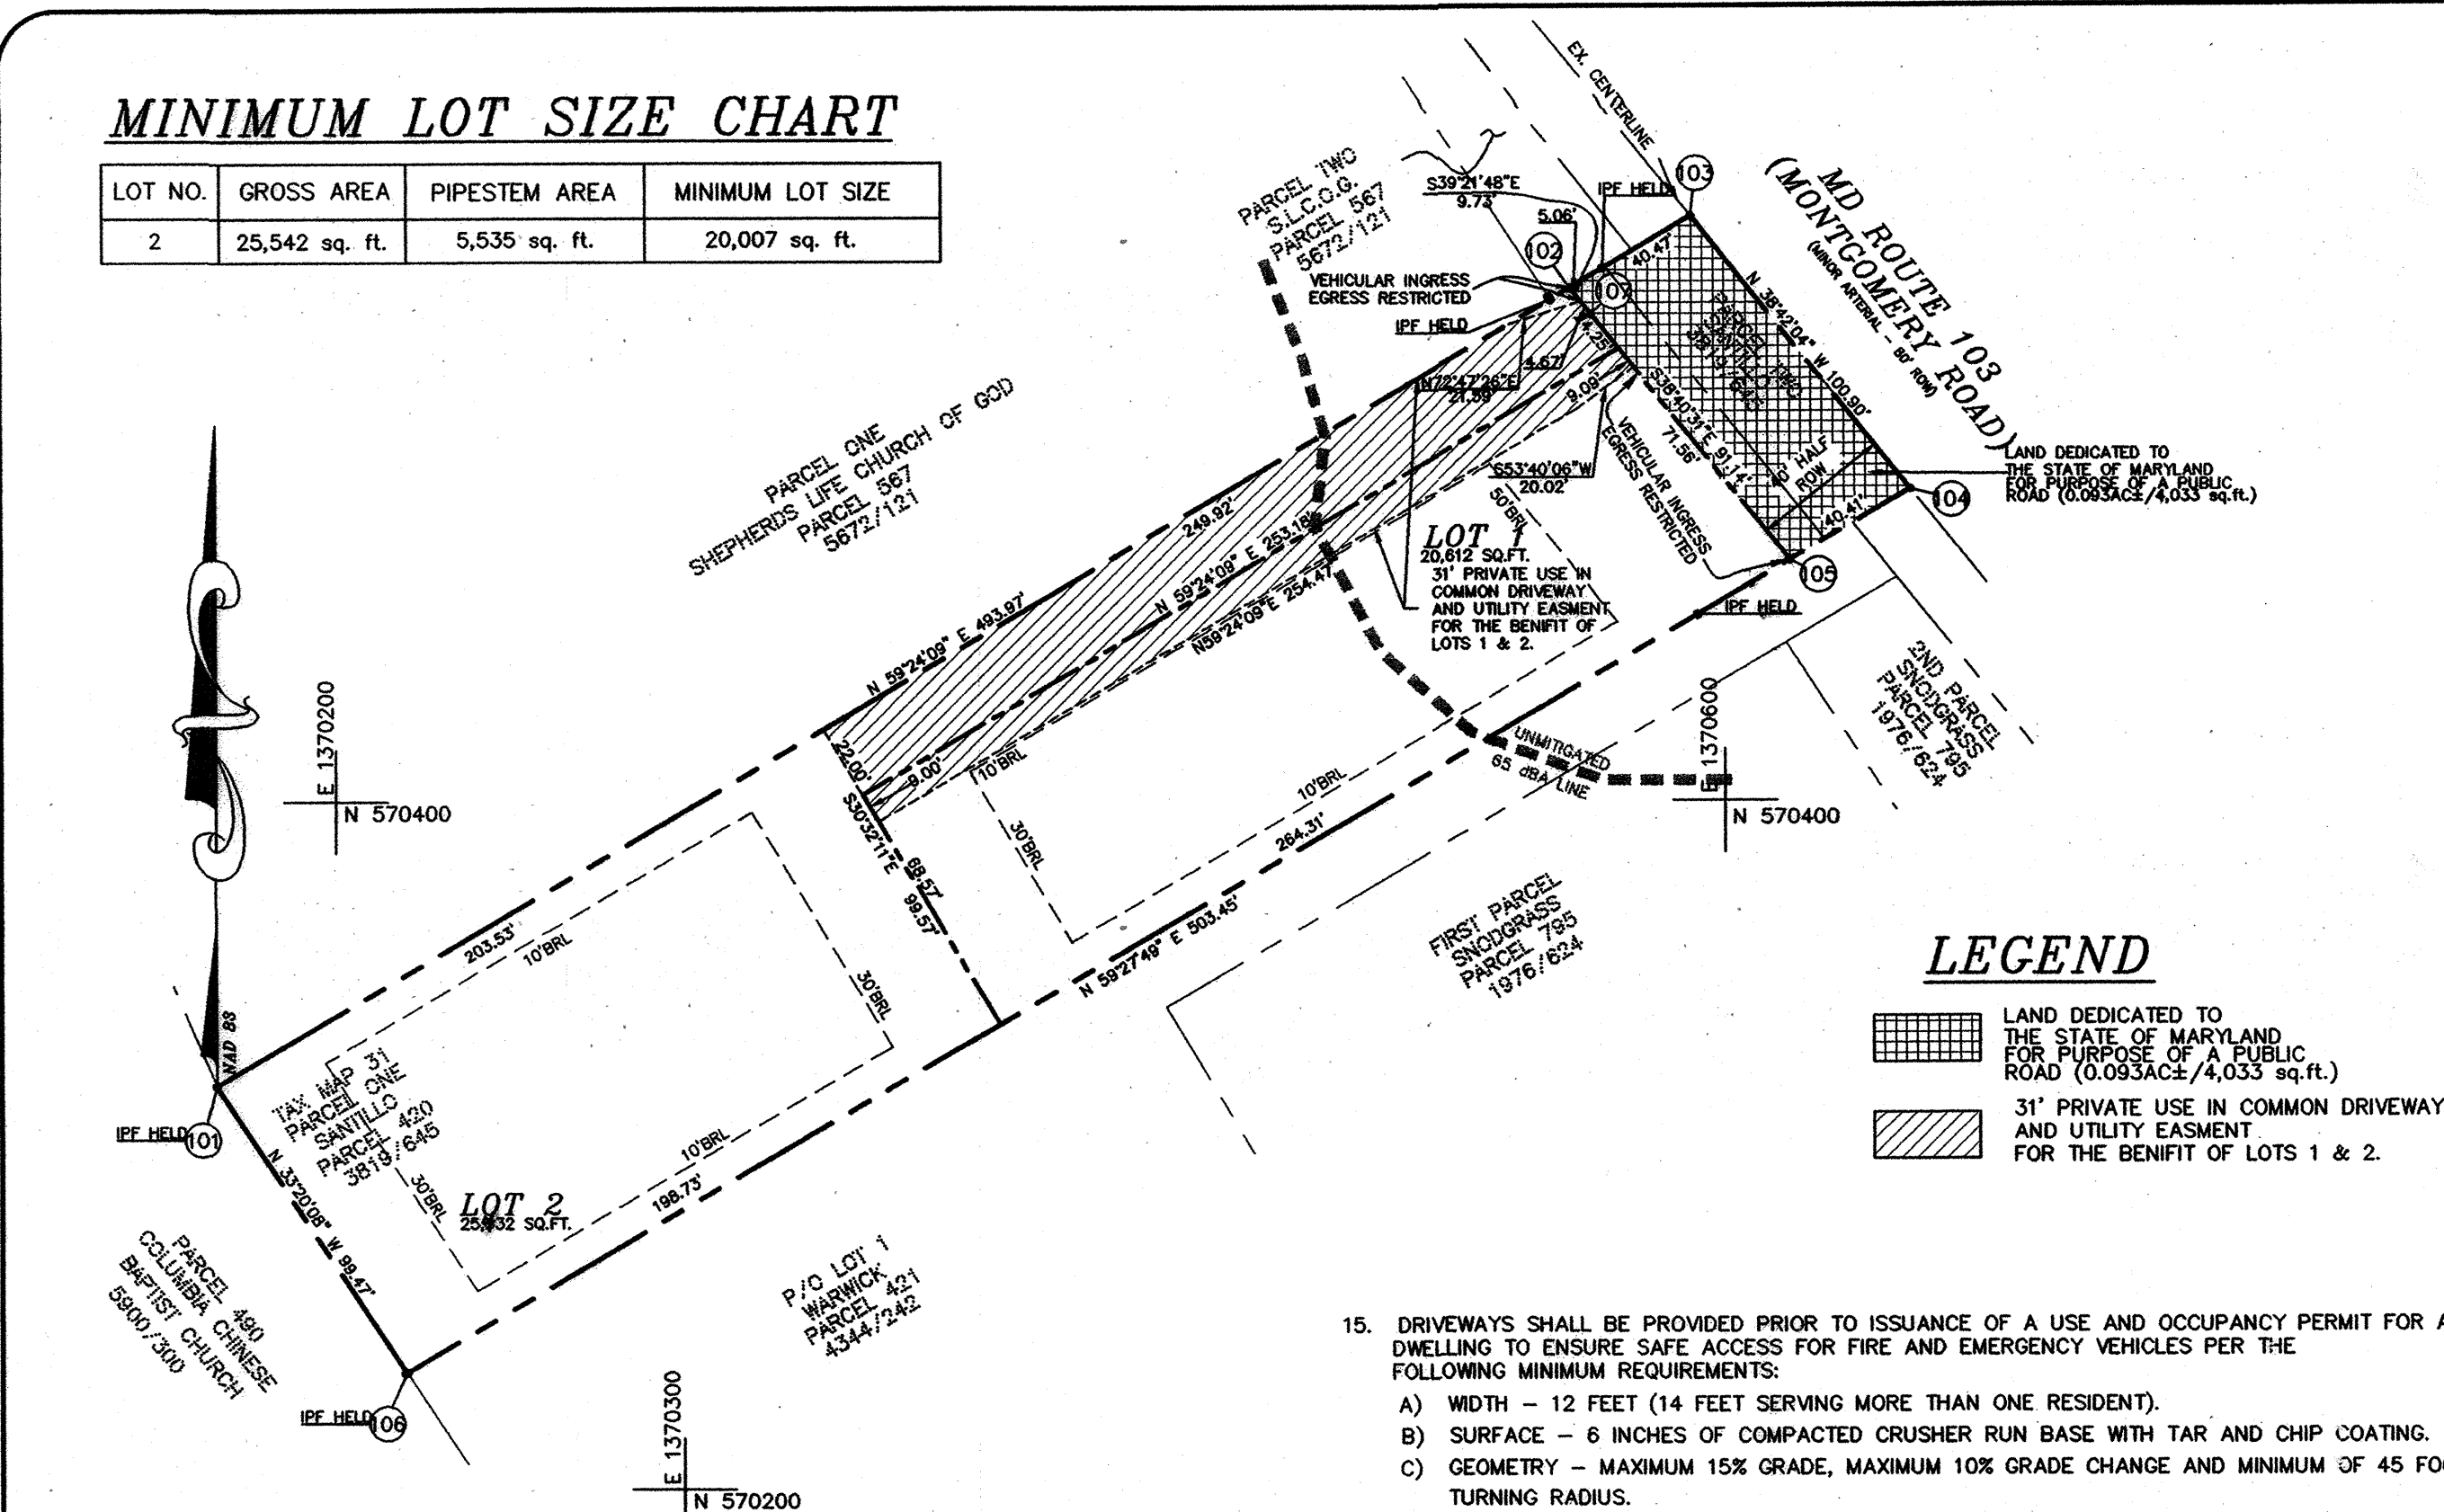 MINIMUM LOT SIZE CHART
LOT NO. GROSS AREA PIPESTEM AREA MINIMUM LOT SIZE
2 25,542 sq. ft. 5,535 sq. ft. 20,007 sq. ft.
EX. CENTERLINE
PARCEL TWO
S.L.C.O.G.
PARCEL 567
5672/121
S39°21'48"E
9.73'
5.06'
IPF HELD
103
102
107
40.47'
MD ROUTE 103
(MONTGOMERY ROAD)
(MINOR ARTERIAL - 80' ROW)
VEHICULAR INGRESS
EGRESS RESTRICTED
IPF HELD
N 38°42'04" W 100.90'
PARCEL TWO
SANTILLO
3819/645
4.25'
4.67'
N72°47'26"E
21.59'
9.09'
S38°40'31"E 91.14'
71.56'
VEHICULAR INGRESS
EGRESS RESTRICTED
S53°40'06"W
20.02'
40' HALF
ROW
LAND DEDICATED TO
THE STATE OF MARYLAND
FOR PURPOSE OF A PUBLIC
ROAD (0.093AC±/4,033 sq.ft.)
104
40.41'
105
IPF HELD
PARCEL ONE
SHEPHERDS LIFE CHURCH OF GOD
PARCEL 567
5672/121
249.92'
N 59°24'09" E 493.97'
N 59°24'09" E 253.18'
N59°24'09"E 254.47'
50'BRL
LOT 1
20,612 SQ.FT.
31' PRIVATE USE IN
COMMON DRIVEWAY
AND UTILITY EASMENT
FOR THE BENIFIT OF
LOTS 1 & 2.
2ND PARCEL
SNODGRASS
PARCEL 795
1976/624
E 1370200
N 570400
22.00'
9.00'
S30°32'11"E 99.57'
68.57'
10'BRL
30'BRL
10'BRL
UNMITIGATED
65 dBA LINE
E 1370600
N 570400
264.31'
N 59°27'49" E 503.45'
FIRST PARCEL
SNODGRASS
PARCEL 795
1976/624
203.53'
10'BRL
30'BRL
NAD 83
IPF HELD
101
TAX MAP 31
PARCEL ONE
SANTILLO
PARCEL 420
3819/645
N 33°20'08" W 99.47'
30'BRL
LOT 2
SQ.FT.
10'BRL
198.73'
PARCEL 490
COLUMBIA CHINESE
BAPTIST CHURCH
5900/300
P/O LOT 1
WARWICK
PARCEL 421
4344/242
IPF HELD
106
E 1370300
N 570200
LEGEND
LAND DEDICATED TO
THE STATE OF MARYLAND
FOR PURPOSE OF A PUBLIC
ROAD (0.093AC±/4,033 sq.ft.)
31' PRIVATE USE IN COMMON DRIVEWAY
AND UTILITY EASMENT
FOR THE BENIFIT OF LOTS 1 & 2.
15. DRIVEWAYS SHALL BE PROVIDED PRIOR TO ISSUANCE OF A USE AND OCCUPANCY PERMIT FOR A
DWELLING TO ENSURE SAFE ACCESS FOR FIRE AND EMERGENCY VEHICLES PER THE
FOLLOWING MINIMUM REQUIREMENTS:
A) WIDTH - 12 FEET (14 FEET SERVING MORE THAN ONE RESIDENT).
B) SURFACE - 6 INCHES OF COMPACTED CRUSHER RUN BASE WITH TAR AND CHIP COATING.
C) GEOMETRY - MAXIMUM 15% GRADE, MAXIMUM 10% GRADE CHANGE AND MINIMUM OF 45
TURNING RADIUS.